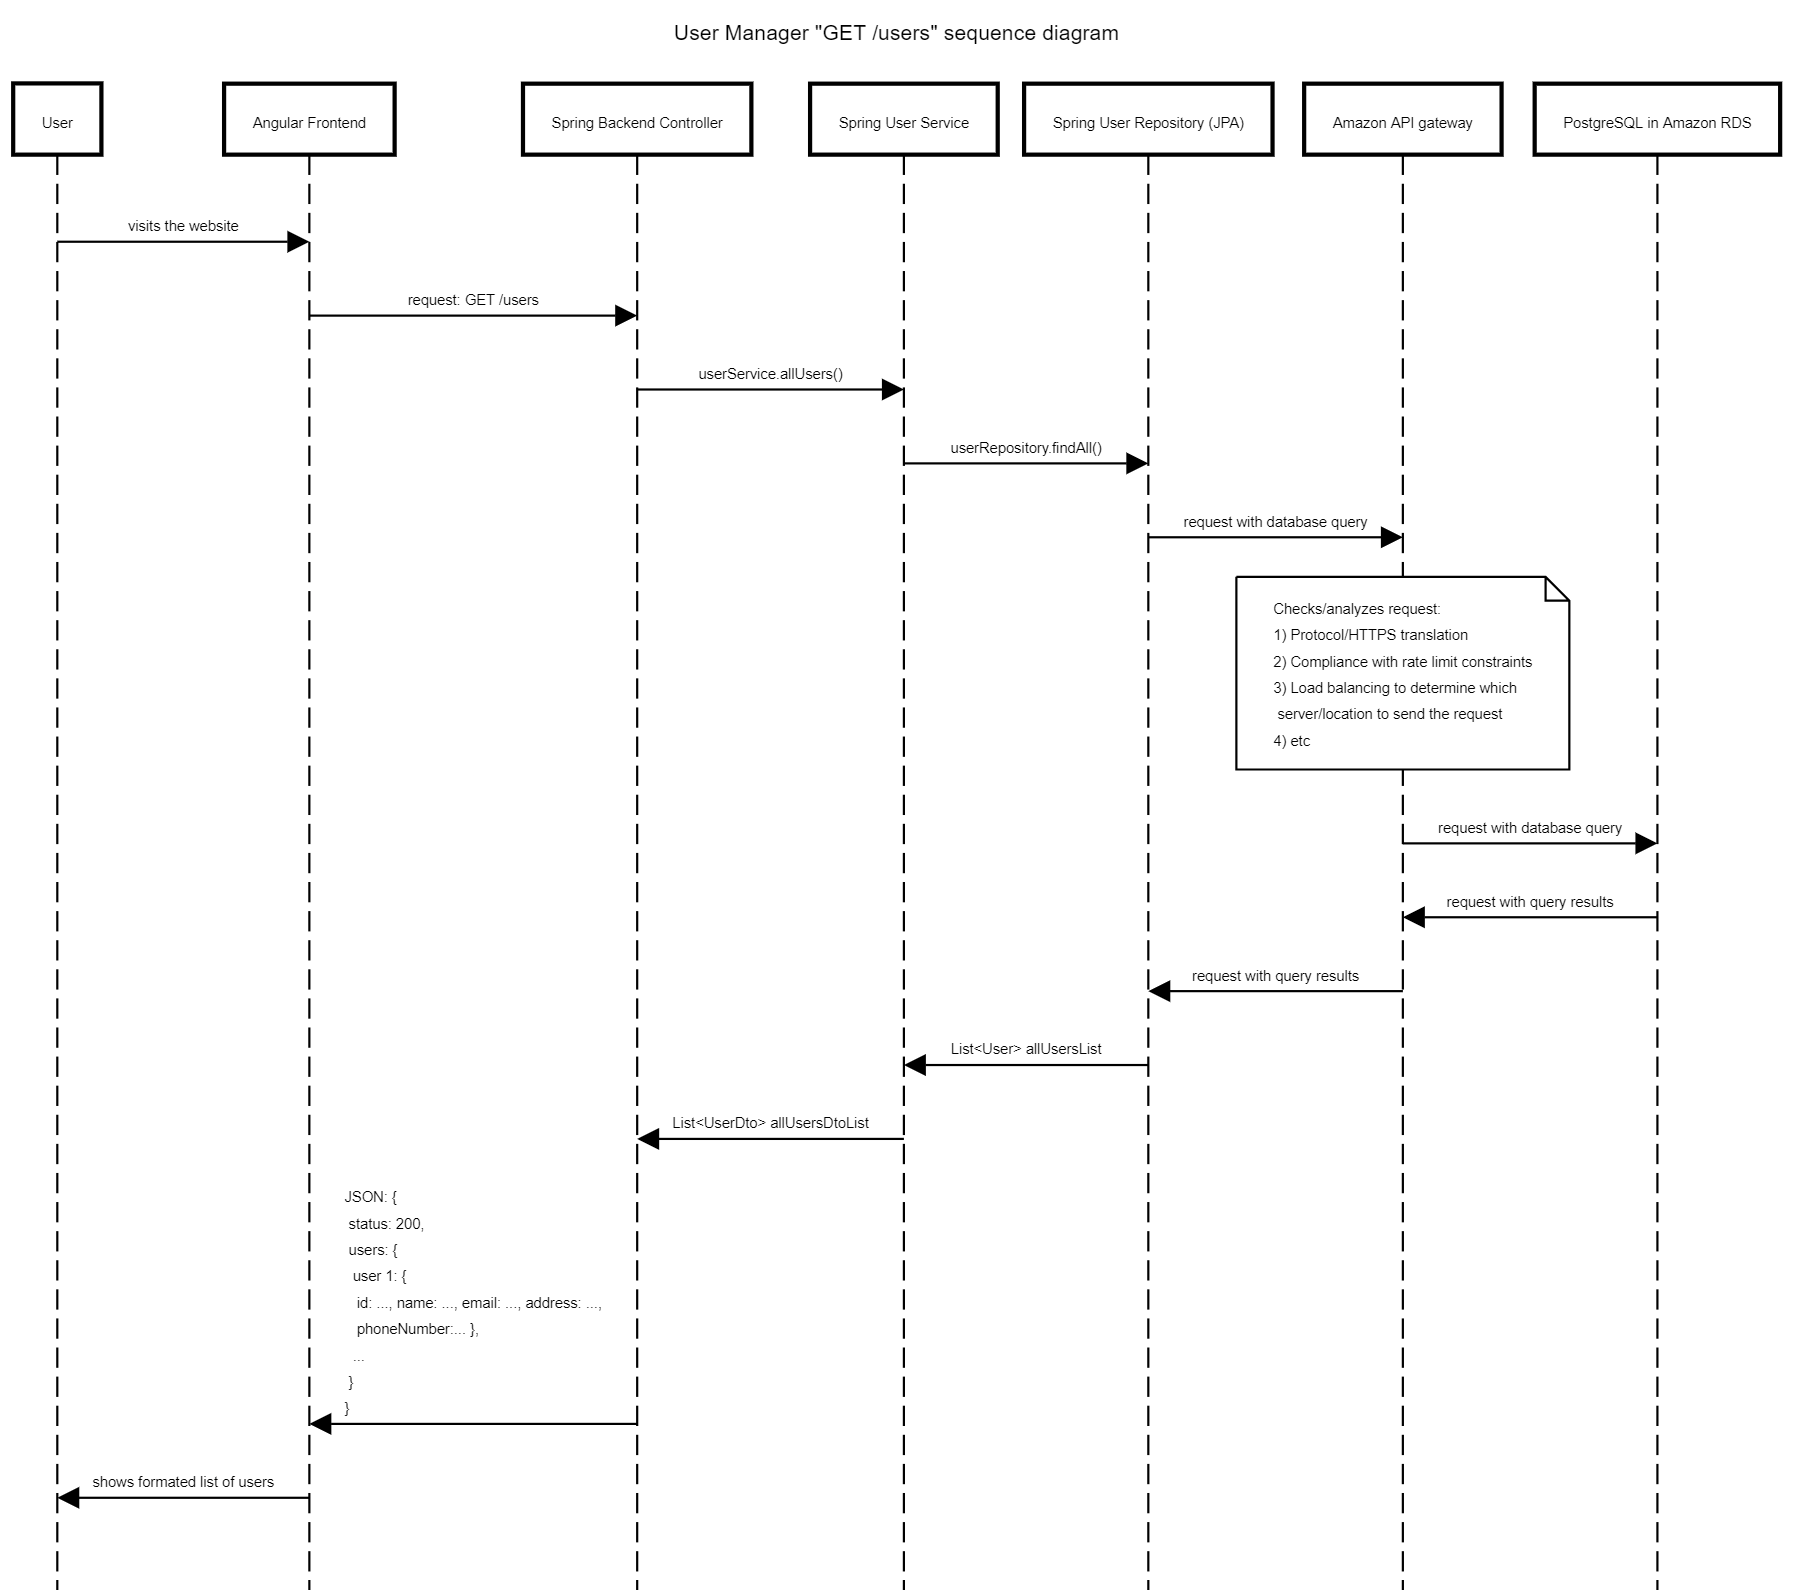 User Manager "GET /users" sequence diagram
User
Angular Frontend
Spring Backend Controller
Spring User Service
Spring User Repository (JPA)
Amazon API gateway
PostgreSQL in Amazon RDS
visits the website
request: GET /users
userService.allUsers()
userRepository.findAll()
request with database query
Checks/analyzes request:
1) Protocol/HTTPS translation
2) Compliance with rate limit constraints
3) Load balancing to determine which
server/location to send the request
4) etc
request with database query
request with query results
request with query results
List<User> allUsersList
List<UserDto> allUsersDtoList
JSON: {
status: 200,
users: {
user 1: {
id: ..., name: ..., email: ..., address: ...,
phoneNumber:... },
...
}
}
shows formated list of users